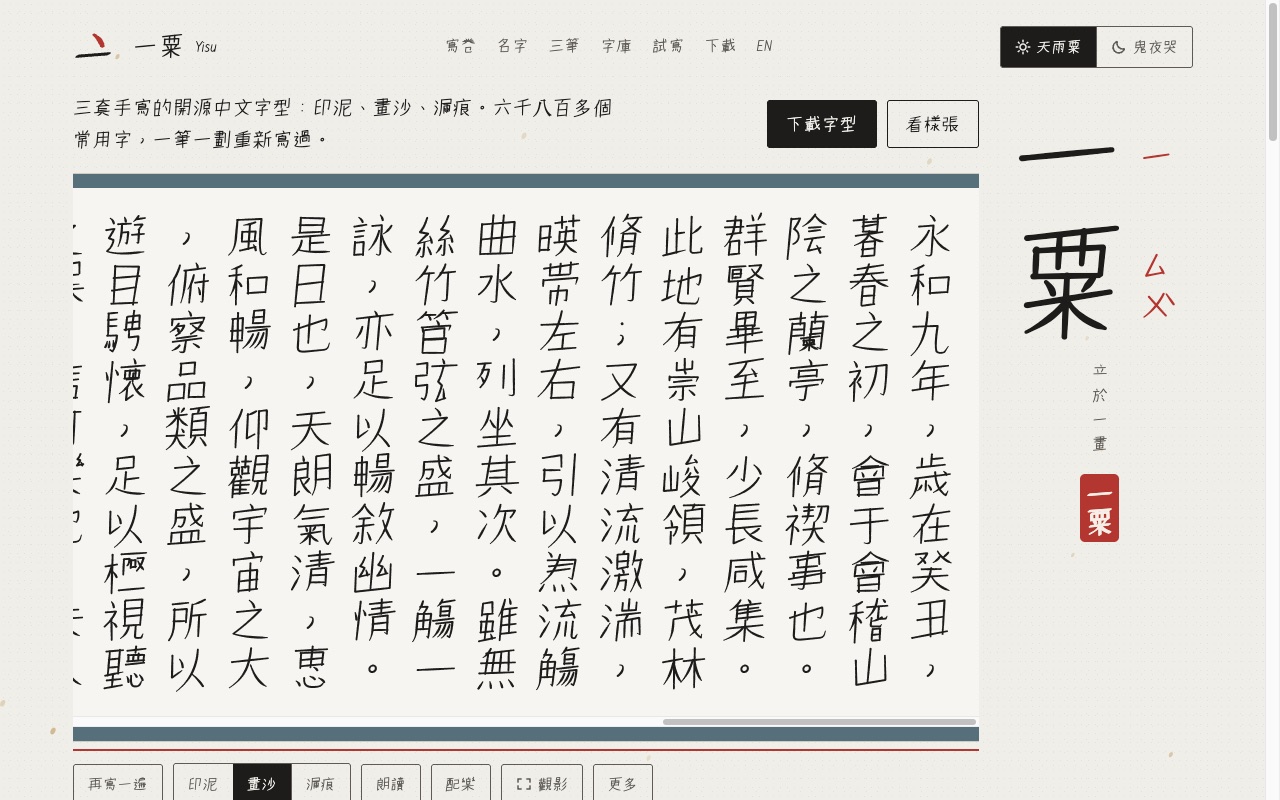 一粟 Yisu
寫卷 名字 三筆 字庫 試寫 下載 EN
天雨粟 鬼夜哭
三套手寫的開源中文字型：印泥、畫沙、漏痕。六千八百多個
常用字，一筆一劃重新寫過。
下載字型 看樣張
永和九年，歲在癸丑，
暮春之初，會于會稽山
陰之蘭亭，脩禊事也。
群賢畢至，少長咸集。
此地有崇山峻領，茂林
脩竹；又有清流激湍，
暎帶左右，引以為流觴
曲水，列坐其次。雖無
絲竹管弦之盛，一觴一
詠，亦足以暢敘幽情。
是日也，天朗氣清，惠
風和暢，仰觀宇宙之大
，俯察品類之盛，所以
遊目騁懷，足以極視聽
一 粟
一 厶 㐅
立於一畫
一粟
再寫一遍 印泥 畫沙 漏痕 朗讀 配樂 觀影 更多